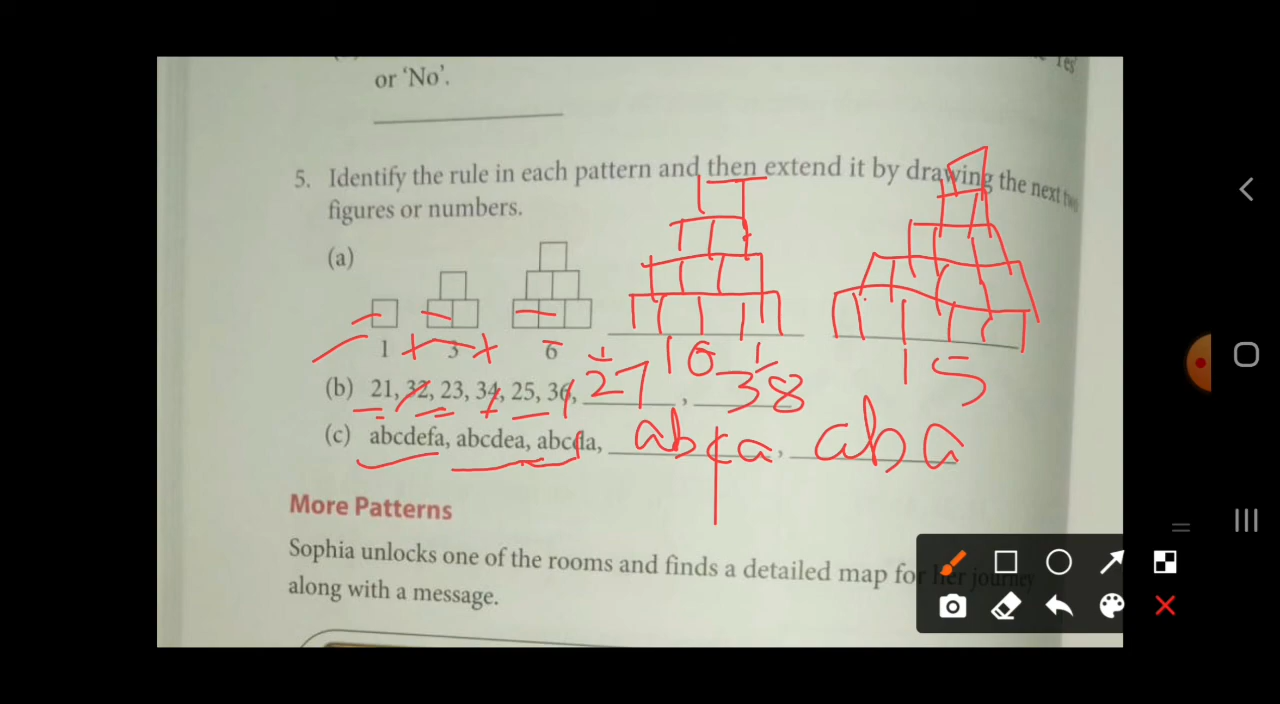 Yes'
or 'No'.
5. Identify the rule in each pattern and then extend it by drawing the next two
figures or numbers.
(a)
1 3 6 10 15
(b) 21, 32, 23, 34, 25, 36, 27, 38
(c) abcdefa, abcdea, abcda, abca, aba
More Patterns
Sophia unlocks one of the rooms and finds a detailed map for her journey
along with a message.